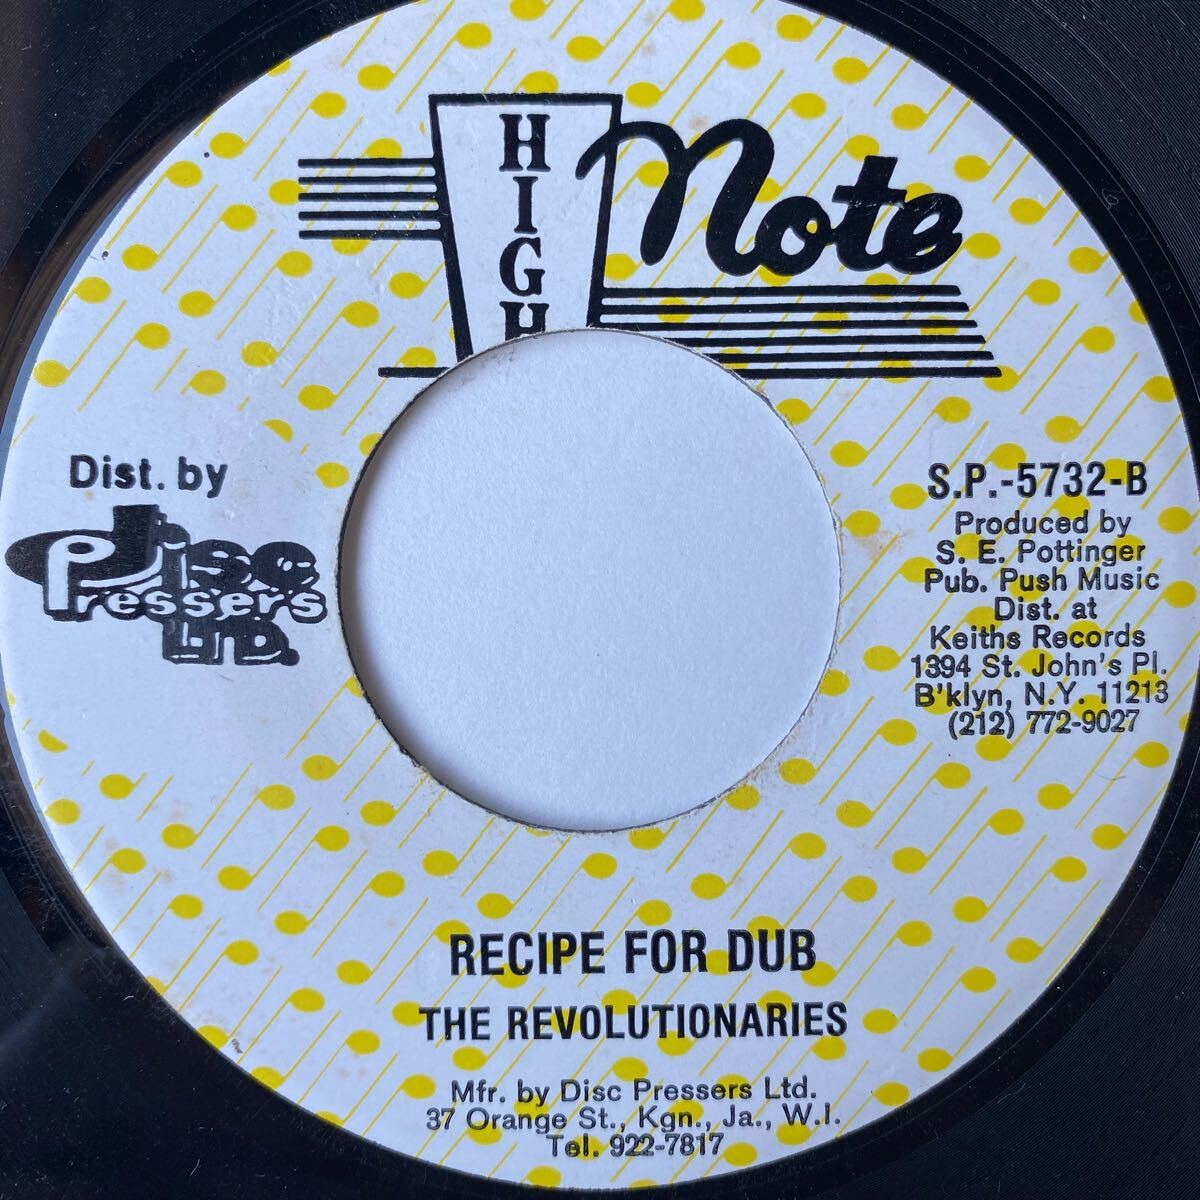 HIGH
Note
Dist. by
Disc
Pressers
LTD.
S.P.-5732-B
Produced by
S. E. Pottinger
Pub. Push Music
Dist. at
Keiths Records
1394 St. John's Pl.
B'klyn, N.Y. 11213
(212) 772-9027
RECIPE FOR DUB
THE REVOLUTIONARIES
Mfr. by Disc Pressers Ltd.
37 Orange St., Kgn., Ja., W.I.
Tel. 922-7817